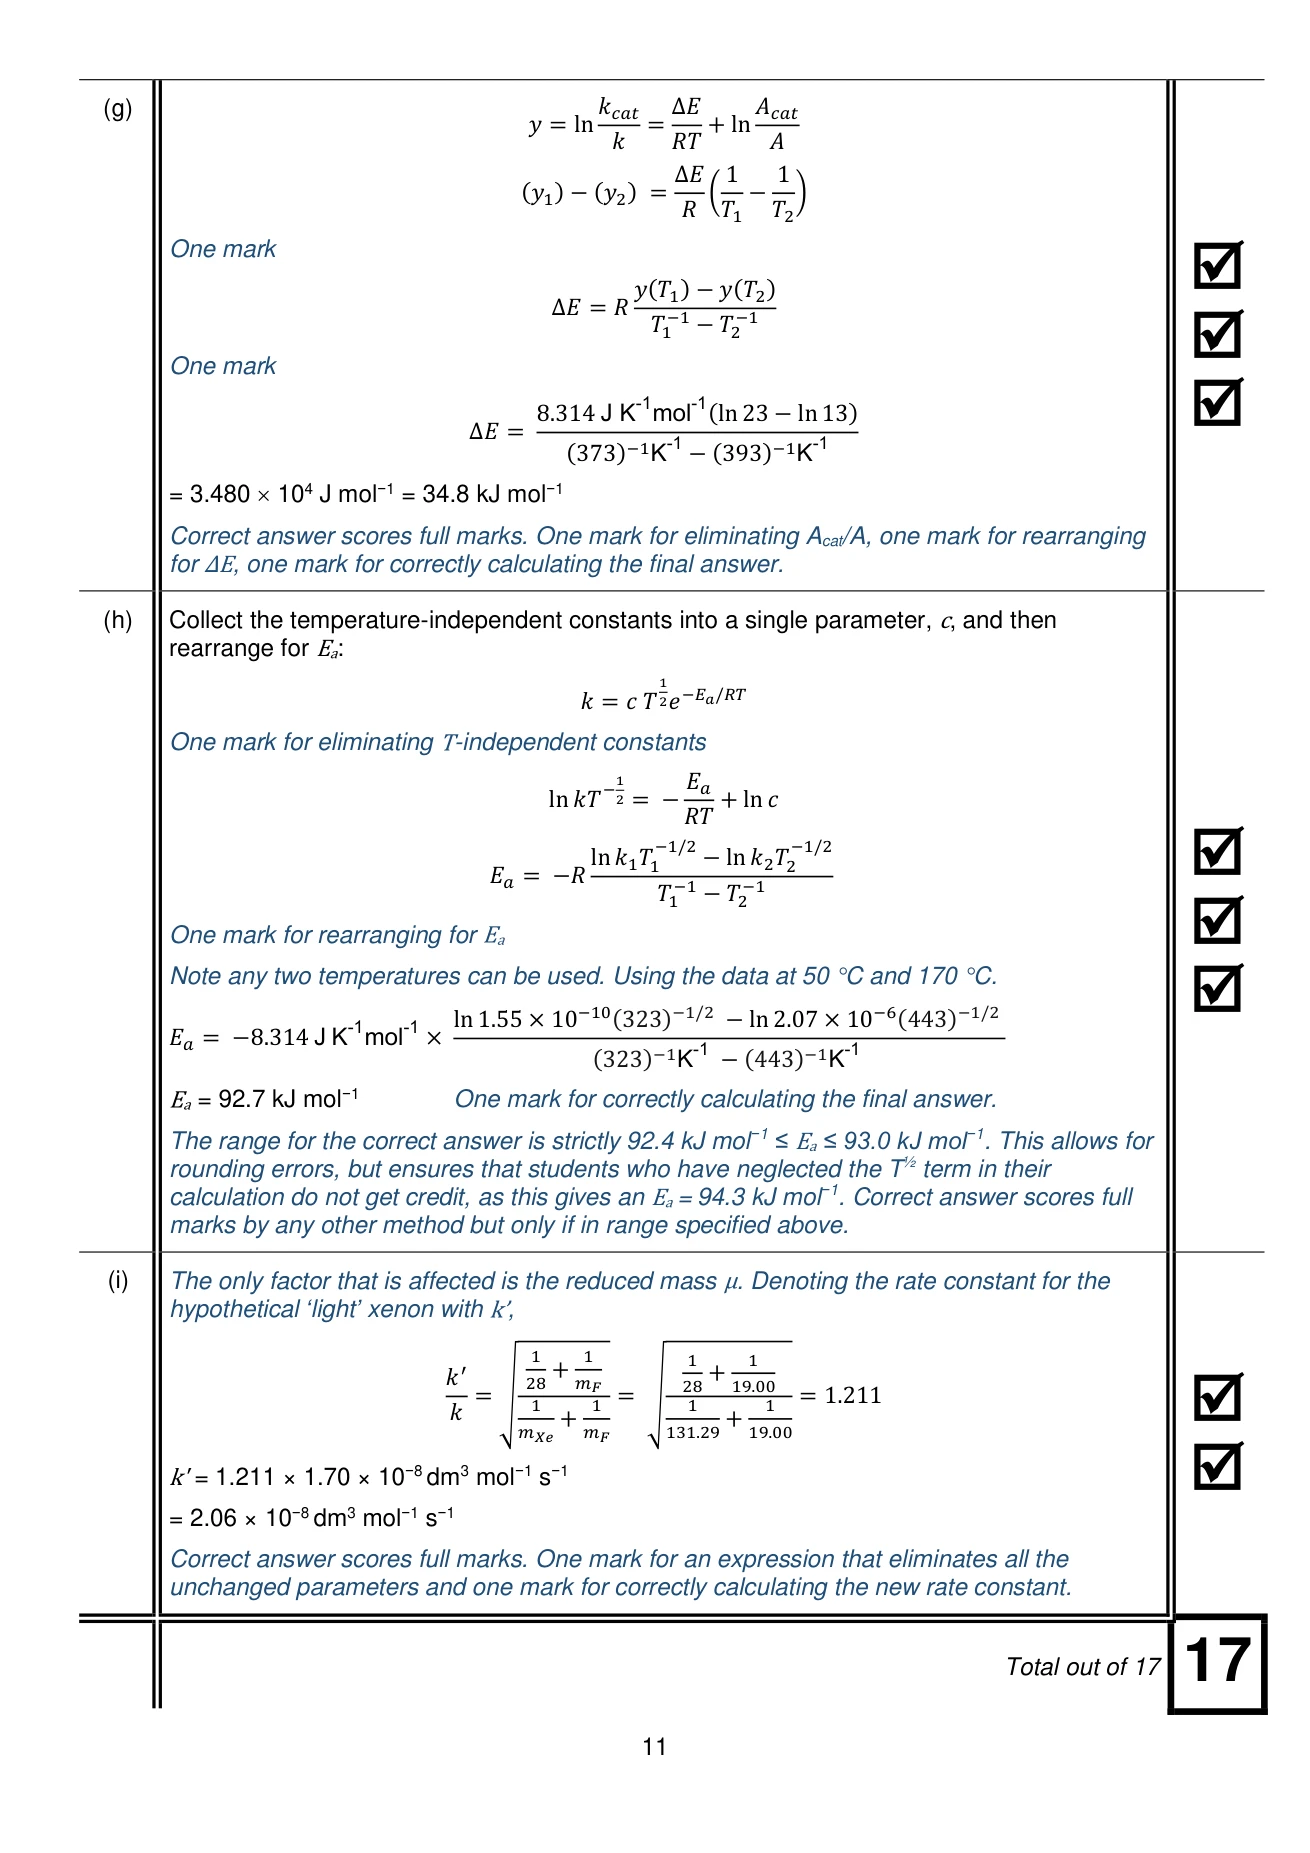 (g)
y = ln k_cat/k = ΔE/RT + ln A_cat/A
(y₁) − (y₂) = ΔE/R (1/T₁ − 1/T₂)
One mark
ΔE = R (y(T₁) − y(T₂))/(T₁⁻¹ − T₂⁻¹)
One mark
ΔE = 8.314 J K⁻¹mol⁻¹(ln 23 − ln 13)/((373)⁻¹K⁻¹ − (393)⁻¹K⁻¹)
= 3.480 × 10⁴ J mol⁻¹ = 34.8 kJ mol⁻¹
Correct answer scores full marks. One mark for eliminating A_cat/A, one mark for rearranging
for ΔE, one mark for correctly calculating the final answer.
(h) Collect the temperature-independent constants into a single parameter, c, and then
rearrange for Eₐ:
k = c T^(1/2) e^(−Eₐ/RT)
One mark for eliminating T-independent constants
ln kT^(−1/2) = − Eₐ/RT + ln c
Eₐ = −R (ln k₁T₁^(−1/2) − ln k₂T₂^(−1/2))/(T₁⁻¹ − T₂⁻¹)
One mark for rearranging for Eₐ
Note any two temperatures can be used. Using the data at 50 °C and 170 °C.
Eₐ = −8.314 J K⁻¹mol⁻¹ × (ln 1.55 × 10⁻¹⁰(323)^(−1/2) − ln 2.07 × 10⁻⁶(443)^(−1/2))/((323)⁻¹K⁻¹ − (443)⁻¹K⁻¹)
Eₐ = 92.7 kJ mol⁻¹ One mark for correctly calculating the final answer.
The range for the correct answer is strictly 92.4 kJ mol⁻¹ ≤ Eₐ ≤ 93.0 kJ mol⁻¹. This allows for
rounding errors, but ensures that students who have neglected the T^½ term in their
calculation do not get credit, as this gives an Eₐ = 94.3 kJ mol⁻¹. Correct answer scores full
marks by any other method but only if in range specified above.
(i) The only factor that is affected is the reduced mass μ. Denoting the rate constant for the
hypothetical ‘light’ xenon with k’,
k′/k = √((1/28 + 1/m_F)/(1/m_Xe + 1/m_F)) = √((1/28 + 1/19.00)/(1/131.29 + 1/19.00)) = 1.211
k’ = 1.211 × 1.70 × 10⁻⁸ dm³ mol⁻¹ s⁻¹
= 2.06 × 10⁻⁸ dm³ mol⁻¹ s⁻¹
Correct answer scores full marks. One mark for an expression that eliminates all the
unchanged parameters and one mark for correctly calculating the new rate constant.
Total out of 17 17
11